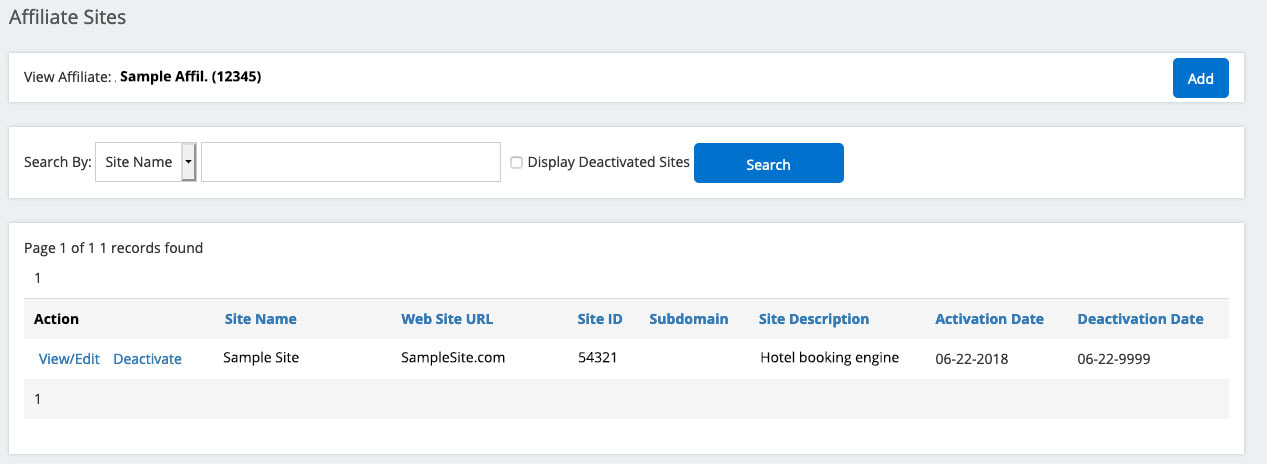 Affiliate Sites
View Affiliate: Sample Affil. (12345)
Add
Search By: Site Name Display Deactivated Sites Search
Page 1 of 1 1 records found
1
Action Site Name Web Site URL Site ID Subdomain Site Description Activation Date Deactivation Date
View/Edit Deactivate Sample Site SampleSite.com 54321 Hotel booking engine 06-22-2018 06-22-9999
1